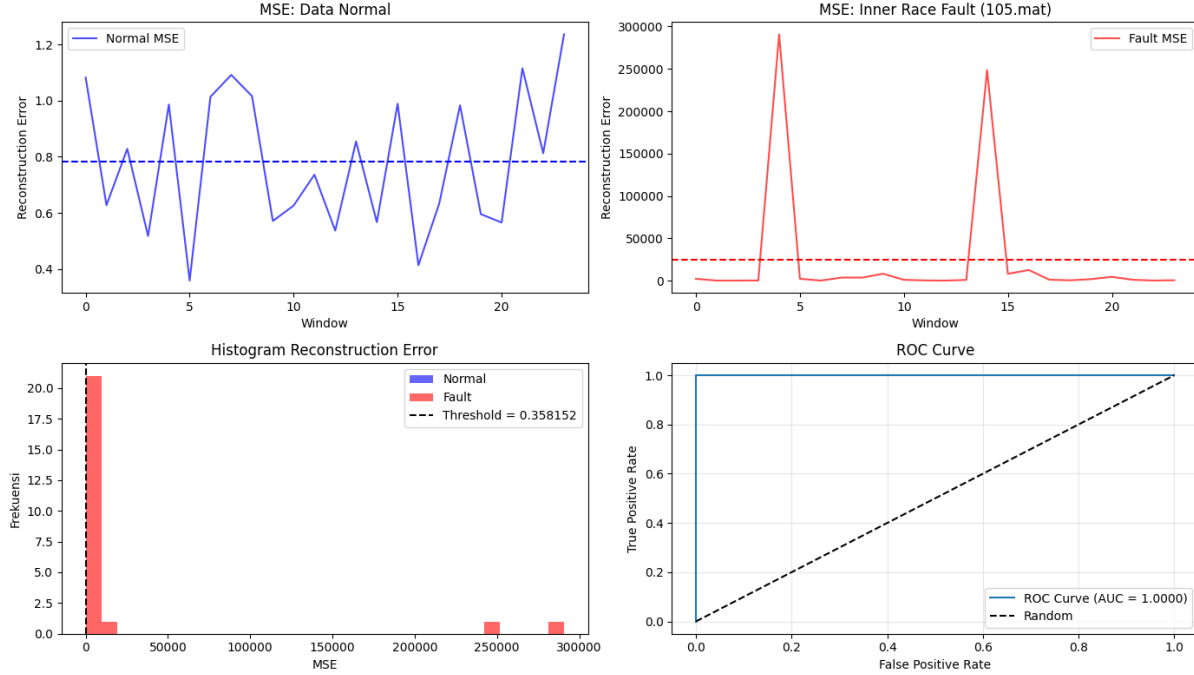 MSE: Data Normal
Normal MSE
Reconstruction Error
1.2
1.0
0.8
0.6
0.4
0
5
10
15
20
Window
MSE: Inner Race Fault (105.mat)
Fault MSE
Reconstruction Error
300000
250000
200000
150000
100000
50000
0
0
5
10
15
20
Window
Histogram Reconstruction Error
Normal
Fault
Threshold = 0.358152
Frekuensi
20.0
17.5
15.0
12.5
10.0
7.5
5.0
2.5
0.0
0
50000
100000
150000
200000
250000
300000
MSE
ROC Curve
True Positive Rate
1.0
0.8
0.6
0.4
0.2
0.0
ROC Curve (AUC = 1.0000)
Random
0.0
0.2
0.4
0.6
0.8
1.0
False Positive Rate